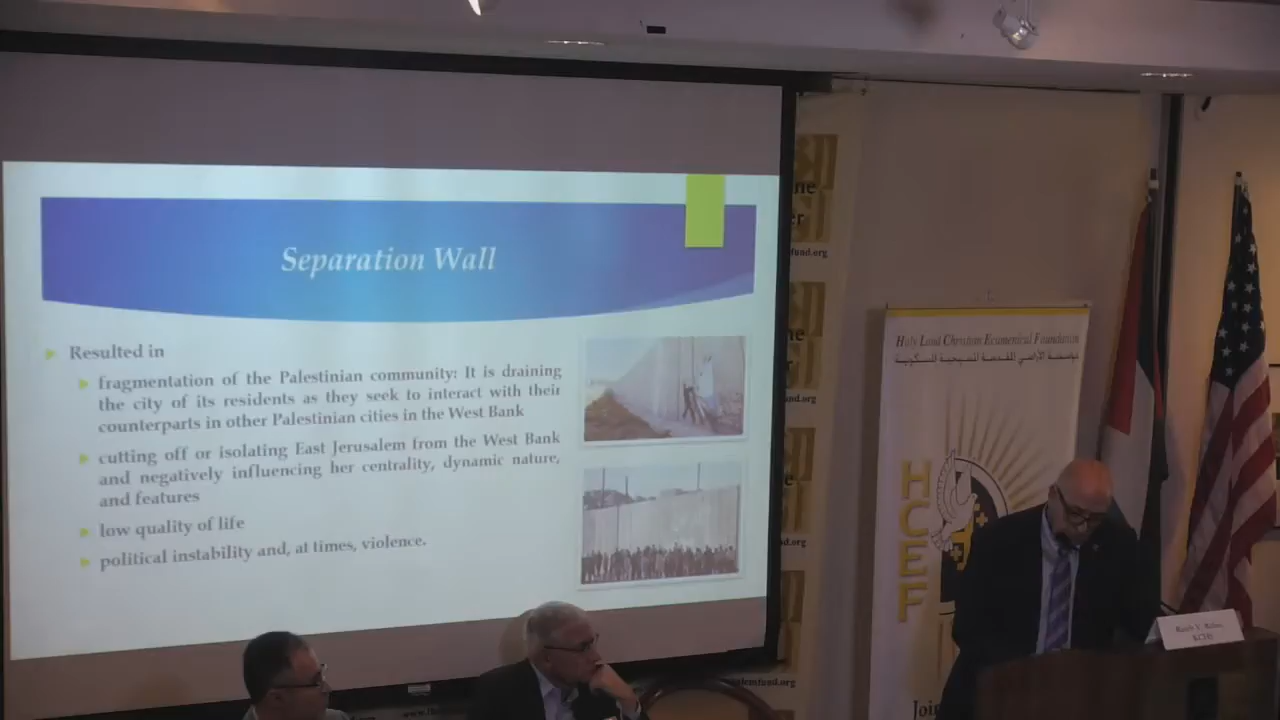 Separation Wall
Resulted in
fragmentation of the Palestinian community: It is draining
the city of its residents as they seek to interact with their
counterparts in other Palestinian cities in the West Bank
cutting off or isolating East Jerusalem from the West Bank
and negatively influencing her centrality, dynamic nature,
and features
low quality of life
political instability and, at times, violence.
fund.org
Holy Land Christian Ecumenical Foundation
مؤسسة الأراضي المقدسة المسيحية المسكونية
HCEF
Join